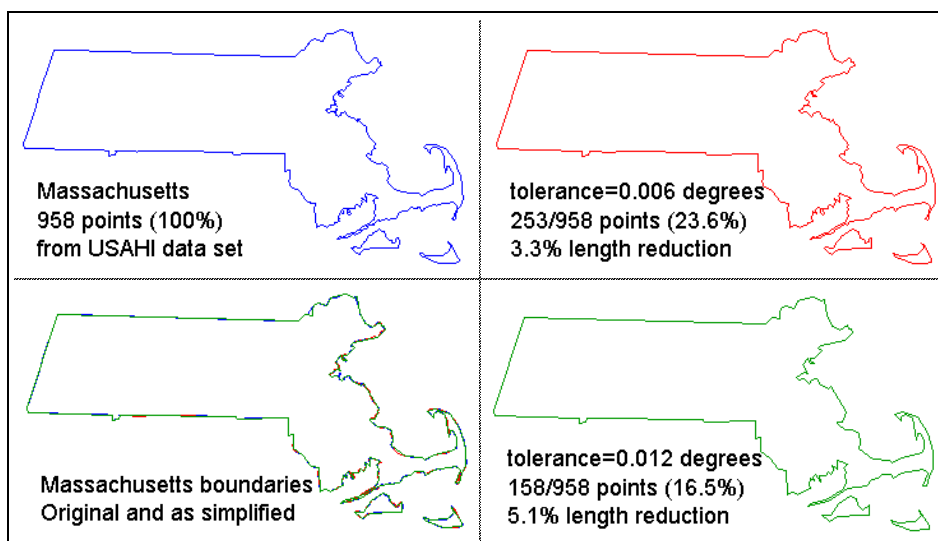 Massachusetts
958 points (100%)
from USAHI data set
tolerance=0.006 degrees
253/958 points (23.6%)
3.3% length reduction
Massachusetts boundaries
Original and as simplified
tolerance=0.012 degrees
158/958 points (16.5%)
5.1% length reduction